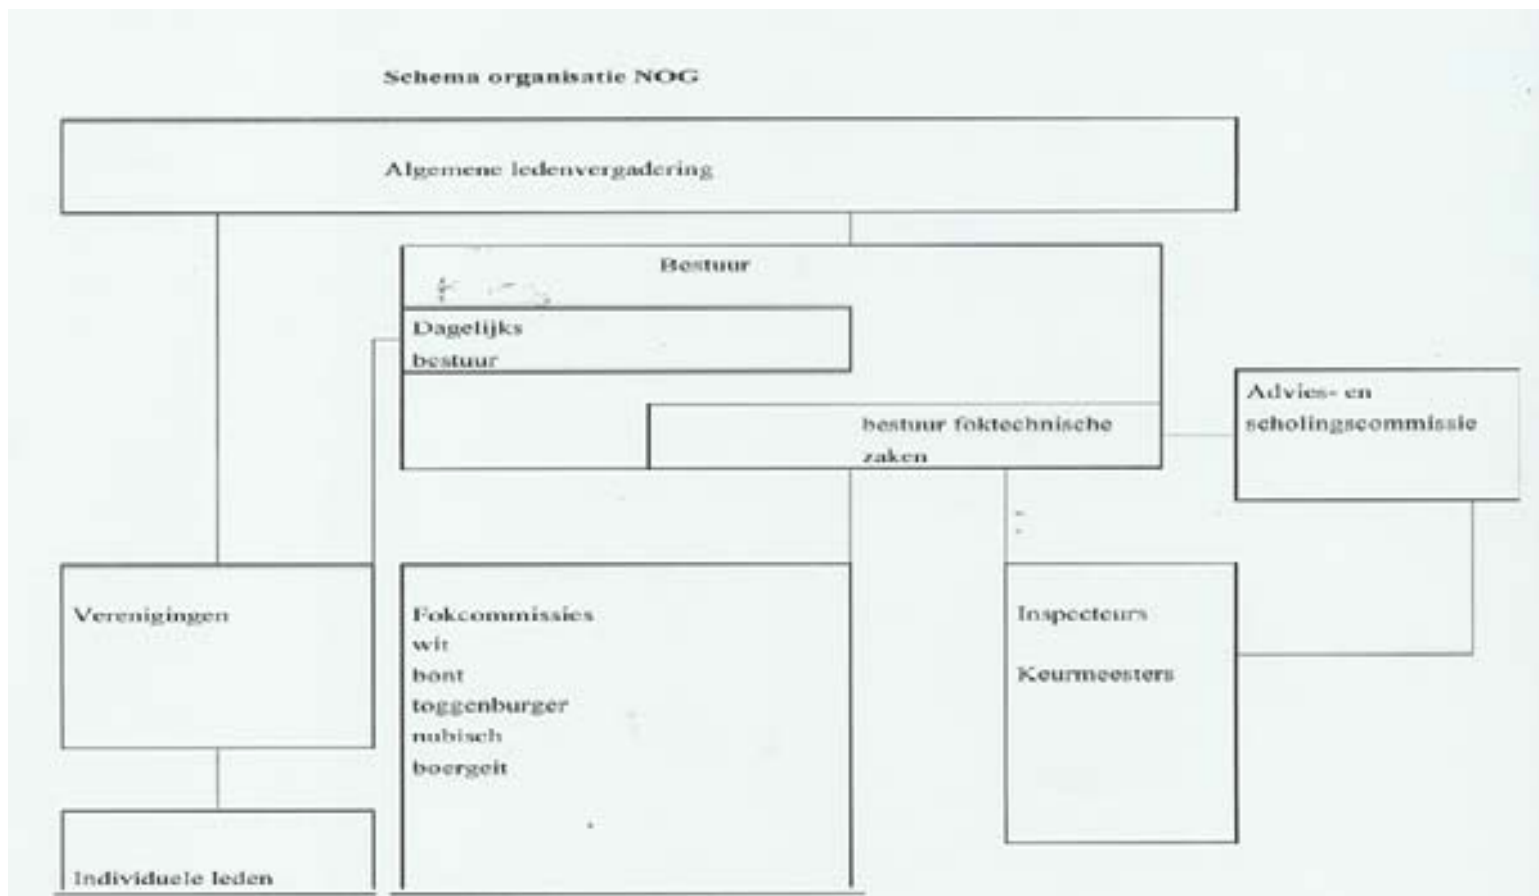 Schema organisatie NOG
Algemene ledenvergadering
Bestuur
Dagelijks
bestuur
bestuur foktechnische
zaken
Advies- en
scholingscommissie
Verenigingen
Fokcommissies
wit
bont
toggenburger
nubisch
boergeit
Inspecteurs
Keurmeesters
Individuele leden